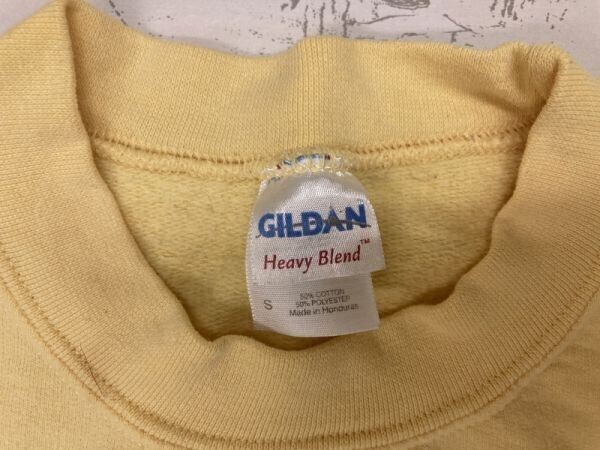 GILDAN
Heavy Blend™
S
50% COTTON
50% POLYESTER
Made in Honduras